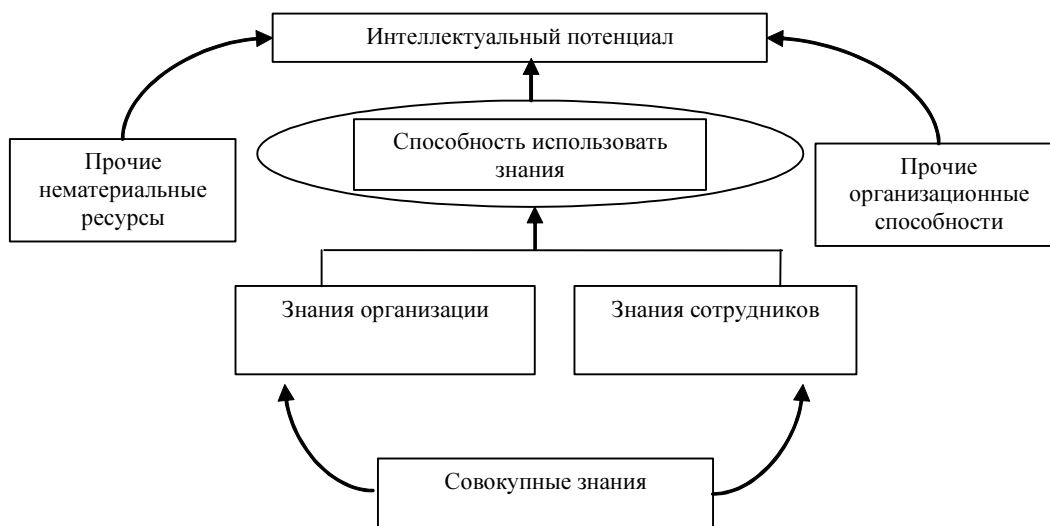 Интеллектуальный потенциал
Способность использовать
знания
Прочие
нематериальные
ресурсы
Прочие
организационные
способности
Знания организации
Знания сотрудников
Совокупные знания